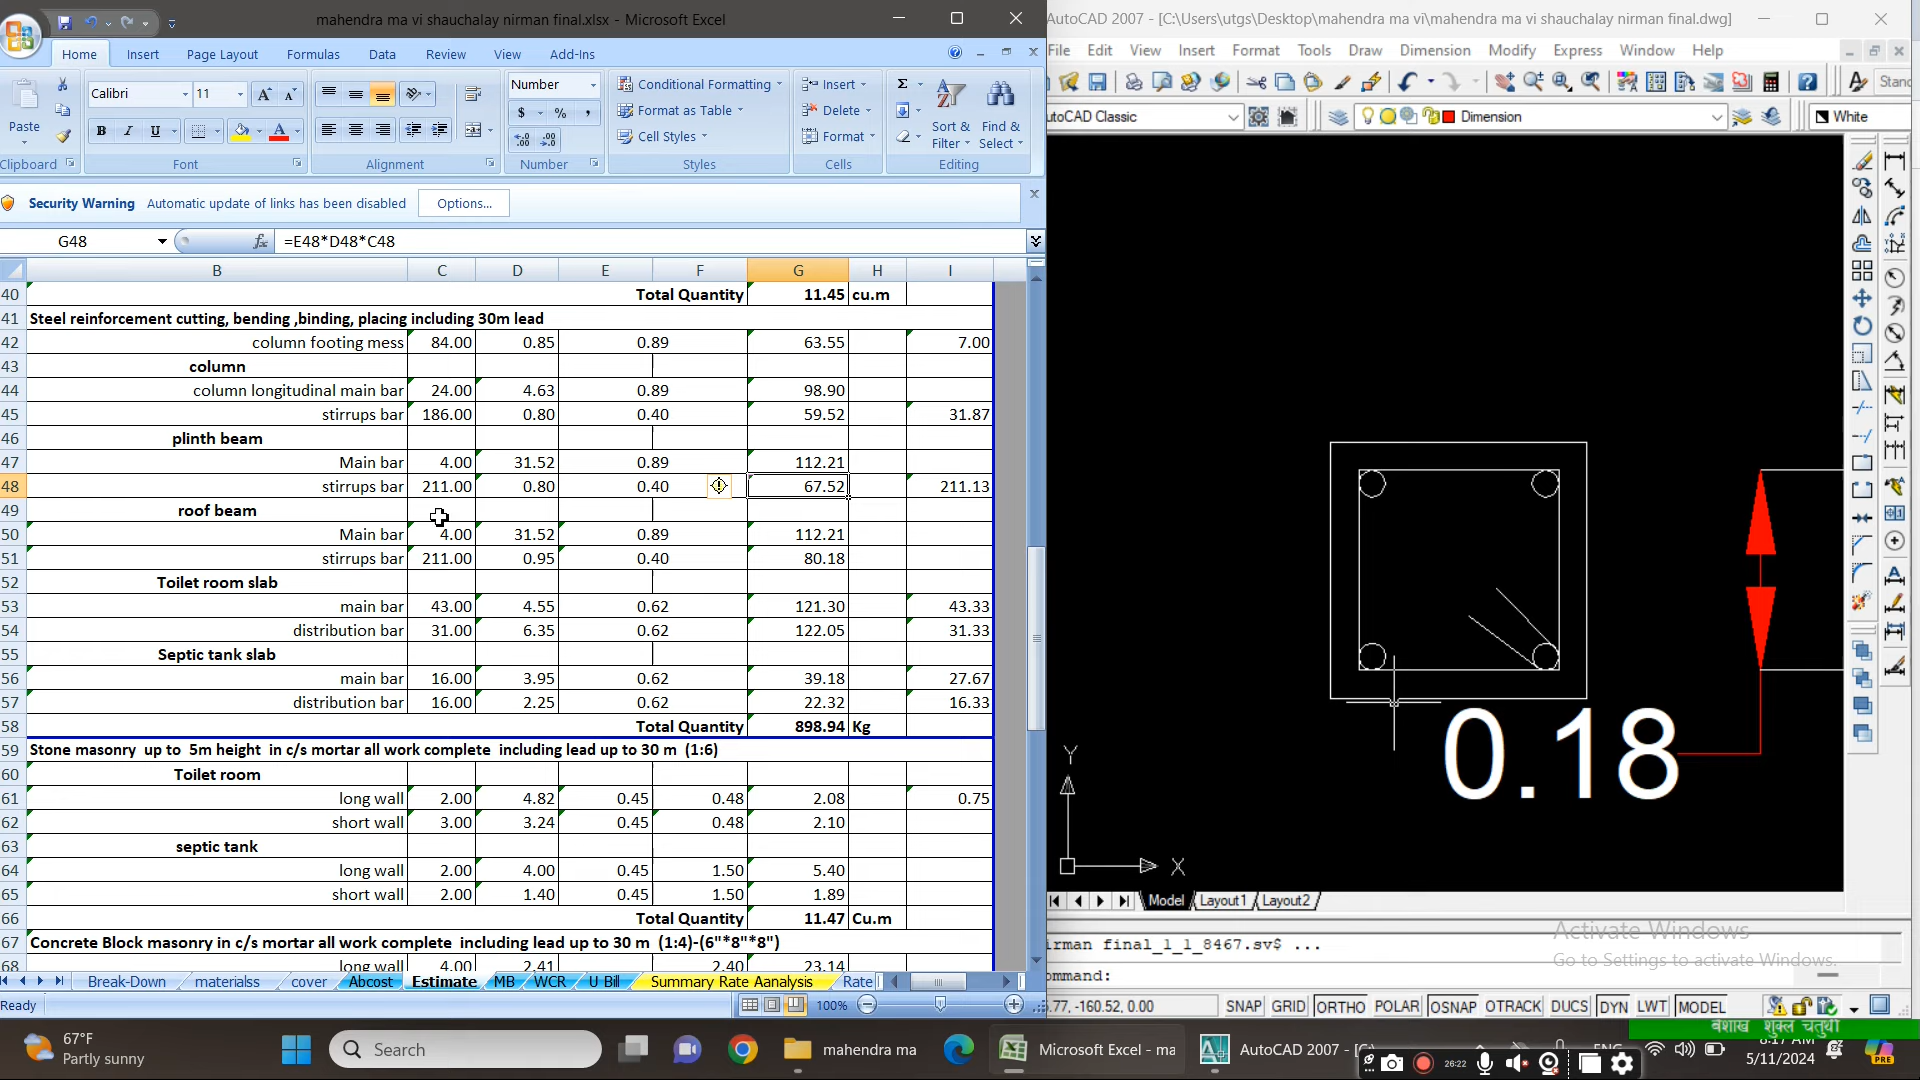 mahendra ma vi shauchalay nirman final.xlsx - Microsoft Excel
Home Insert Page Layout Formulas Data Review View Add-Ins
Paste
Calibri 11
Number
Conditional Formatting
Format as Table
Cell Styles
Insert
Delete
Format
Sort & Filter
Find & Select
Clipboard Font Alignment Number Styles Cells Editing
Security Warning Automatic update of links has been disabled Options...
G48 =E48*D48*C48
B C D E F G H I
40 Total Quantity 11.45 cu.m
41 Steel reinforcement cutting, bending ,binding, placing including 30m lead
42 column footing mess 84.00 0.85 0.89 63.55 7.00
43 column
44 column longitudinal main bar 24.00 4.63 0.89 98.90
45 stirrups bar 186.00 0.80 0.40 59.52 31.87
46 plinth beam
47 Main bar 4.00 31.52 0.89 112.21
48 stirrups bar 211.00 0.80 0.40 67.52 211.13
49 roof beam
50 Main bar 4.00 31.52 0.89 112.21
51 stirrups bar 211.00 0.95 0.40 80.18
52 Toilet room slab
53 main bar 43.00 4.55 0.62 121.30 43.33
54 distribution bar 31.00 6.35 0.62 122.05 31.33
55 Septic tank slab
56 main bar 16.00 3.95 0.62 39.18 27.67
57 distribution bar 16.00 2.25 0.62 22.32 16.33
58 Total Quantity 898.94 Kg
59 Stone masonry up to 5m height in c/s mortar all work complete including lead up to 30 m (1:6)
60 Toilet room
61 long wall 2.00 4.82 0.45 0.48 2.08 0.75
62 short wall 3.00 3.24 0.45 0.48 2.10
63 septic tank
64 long wall 2.00 4.00 0.45 1.50 5.40
65 short wall 2.00 1.40 0.45 1.50 1.89
66 Total Quantity 11.47 Cu.m
67 Concrete Block masonry in c/s mortar all work complete including lead up to 30 m (1:4)-(6"*8"*8")
68 long wall 4.00 2.41 2.40 23.14
Break-Down materialss cover Abcost Estimate MB WCR U Bill Summary Rate Aanalysis Rate
Ready 100%
AutoCAD 2007 - [C:\Users\utgs\Desktop\mahendra ma vi\mahendra ma vi shauchalay nirman final.dwg]
File Edit View Insert Format Tools Draw Dimension Modify Express Window Help
Stanc
utoCAD Classic Dimension White
0.18
Y
X
Model Layout1 Layout2
irman final_1_1_8467.sv$ ...
ommand:
Activate Windows
Go to Settings to activate Windows.
.77, -160.52, 0.00 SNAP GRID ORTHO POLAR OSNAP OTRACK DUCS DYN LWT MODEL
वैशाख शुक्ल चतुर्थी
67°F
Partly sunny
Search
mahendra ma
Microsoft Excel - ma
AutoCAD 2007 - [C:\
ENG
8:17 AM
5/11/2024
26:22
PRE